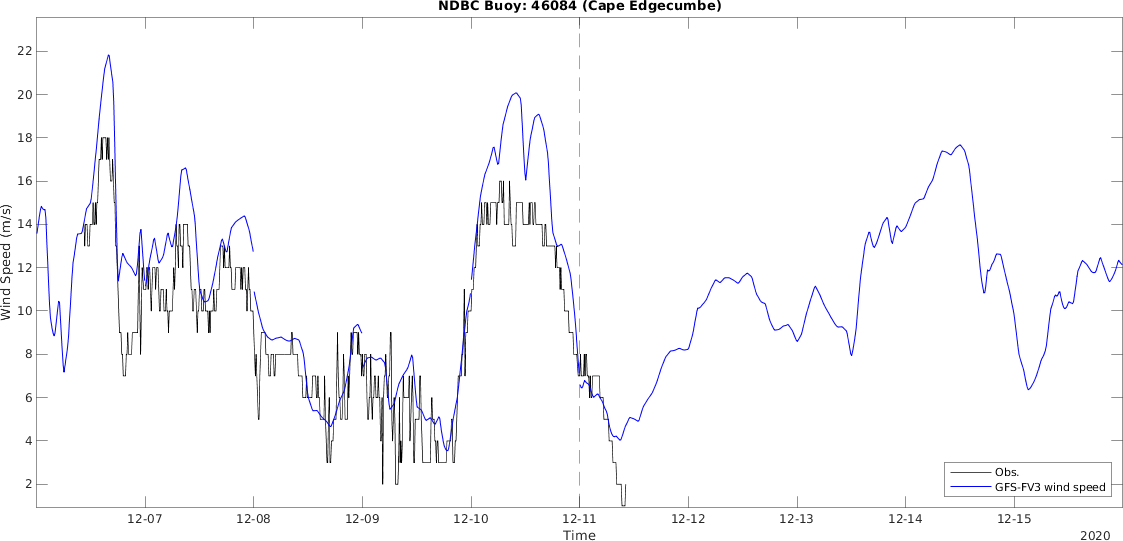 NDBC Buoy: 46084 (Cape Edgecumbe)
22
20
18
16
14
12
10
8
6
4
2
Wind Speed (m/s)
Obs.
GFS-FV3 wind speed
12-07 12-08 12-09 12-10 12-11 12-12 12-13 12-14 12-15
Time
2020